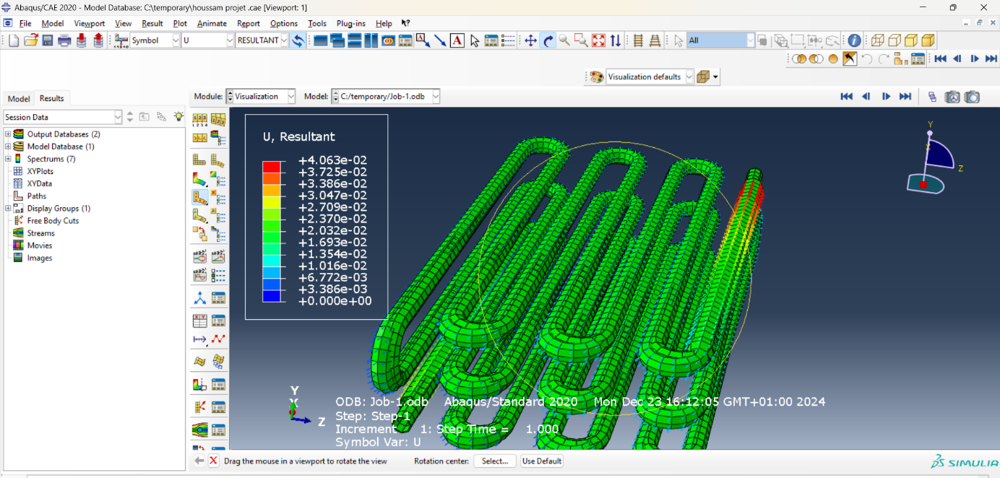 Abaqus/CAE 2020 - Model Database: C:\temporary\houssam projet .cae [Viewport: 1]
File Model Viewport View Result Plot Animate Report Options Tools Plug-ins Help
Symbol U RESULTANT All
Visualization defaults
Model Results Module: Visualization Model: C:/temporary/Job-1.odb
Session Data
Output Databases (2)
Model Database (1)
Spectrums (7)
XYPlots
XYData
Paths
Display Groups (1)
Free Body Cuts
Streams
Movies
Images
U, Resultant
+4.063e-02
+3.725e-02
+3.386e-02
+3.047e-02
+2.709e-02
+2.370e-02
+2.032e-02
+1.693e-02
+1.354e-02
+1.016e-02
+6.772e-03
+3.386e-03
+0.000e+00
Y
Z
Y
X
Z
ODB: Job-1.odb Abaqus/Standard 2020 Mon Dec 23 16:12:05 GMT+01:00 2024
Step: Step-1
Increment 1: Step Time = 1.000
Symbol Var: U
Drag the mouse in a viewport to rotate the view Rotation center: Select... Use Default
SIMULIA